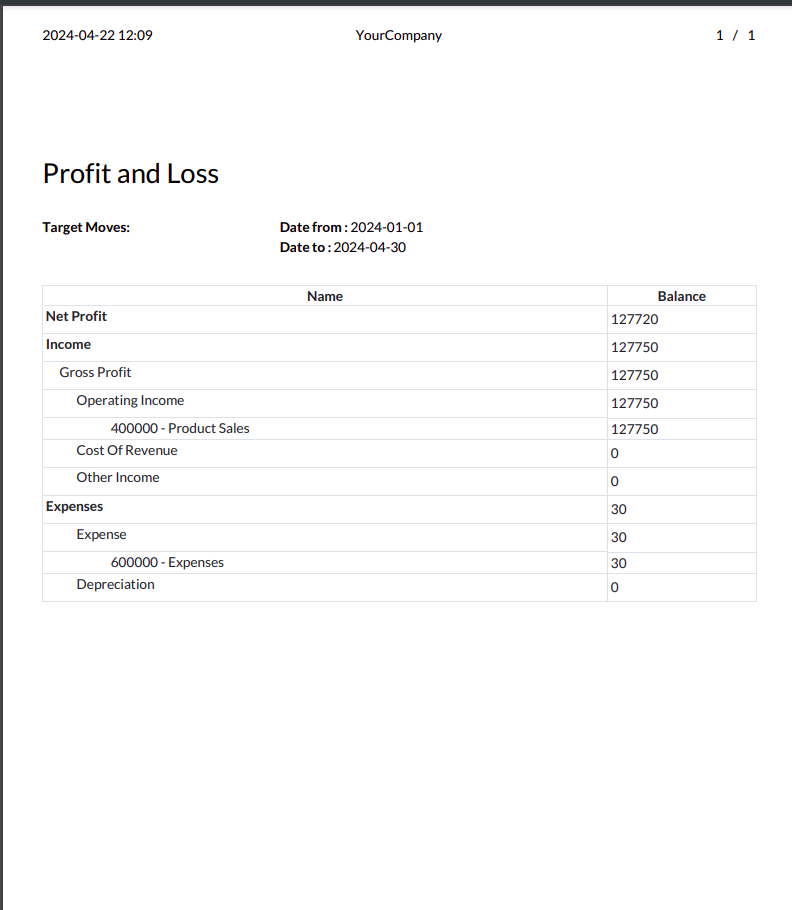 2024-04-22 12:09 YourCompany 1 / 1
Profit and Loss
Target Moves: Date from : 2024-01-01
Date to : 2024-04-30
Name Balance
Net Profit 127720
Income 127750
Gross Profit 127750
Operating Income 127750
400000 - Product Sales 127750
Cost Of Revenue 0
Other Income 0
Expenses 30
Expense 30
600000 - Expenses 30
Depreciation 0